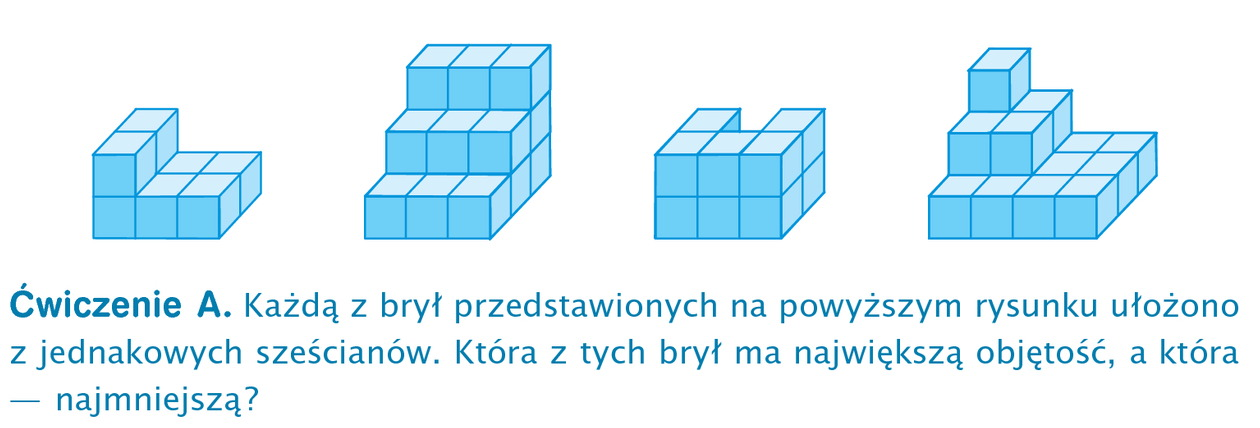 Ćwiczenie A. Każdą z brył przedstawionych na powyższym rysunku ułożono
z jednakowych sześcianów. Która z tych brył ma największą objętość, a która
— najmniejszą?